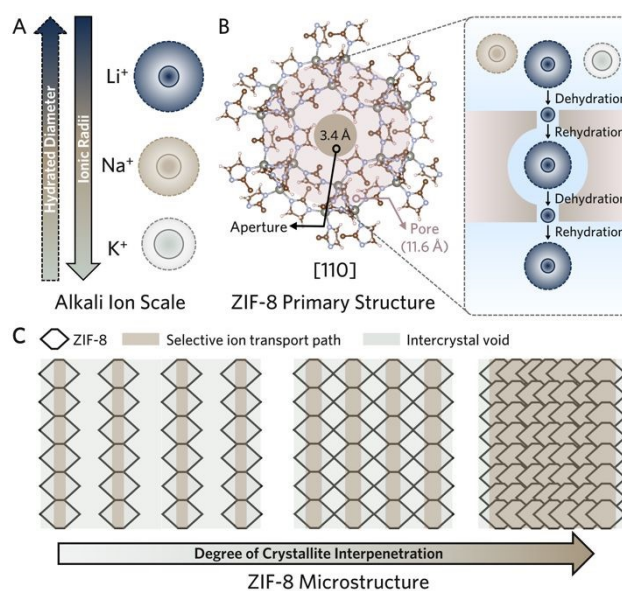 A
Hydrated Diameter
Ionic Radii
Li⁺
Na⁺
K⁺
Alkali Ion Scale
B
3.4 Å
Aperture
Pore
(11.6 Å)
[110]
ZIF-8 Primary Structure
Dehydration
Rehydration
Dehydration
Rehydration
C
ZIF-8
Selective ion transport path
Intercrystal void
Degree of Crystallite Interpenetration
ZIF-8 Microstructure